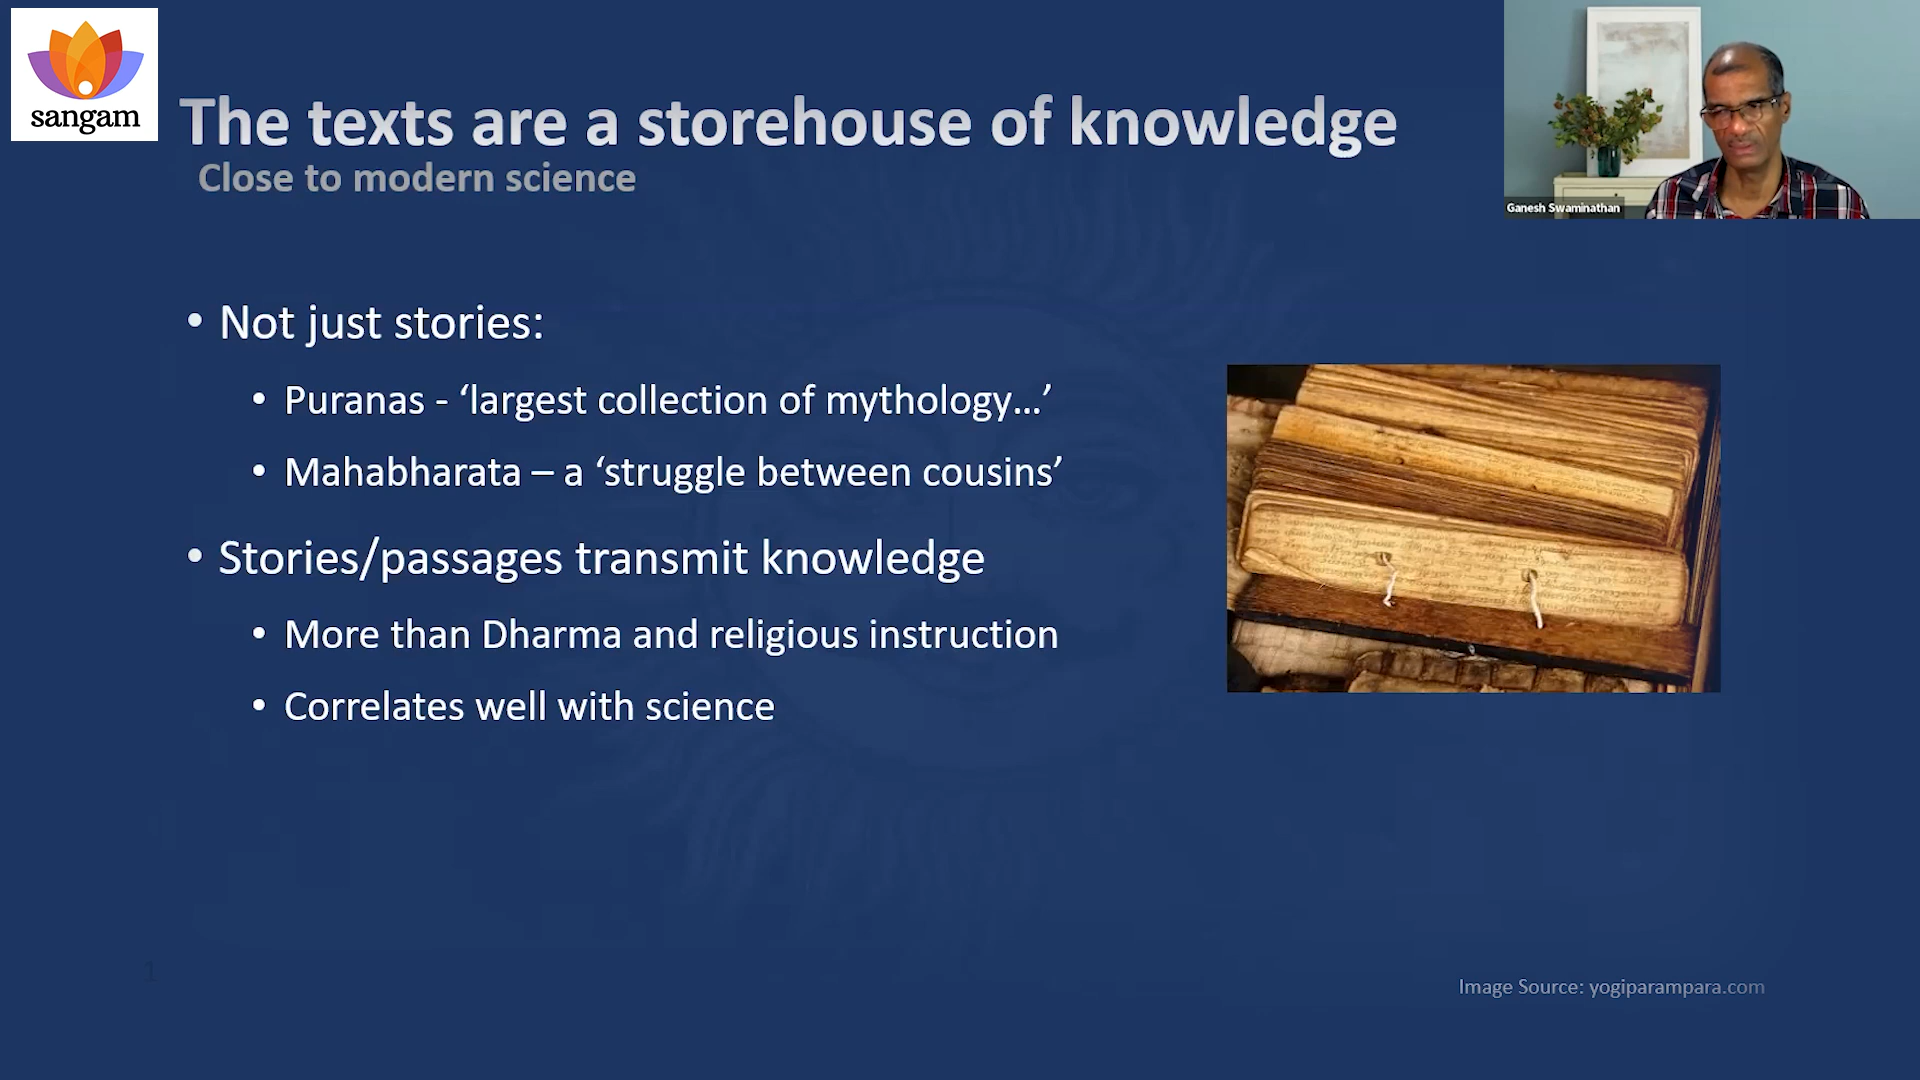 sangam
The texts are a storehouse of knowledge
Close to modern science
Ganesh Swaminathan
• Not just stories:
• Puranas - ‘largest collection of mythology…’
• Mahabharata – a ‘struggle between cousins’
• Stories/passages transmit knowledge
• More than Dharma and religious instruction
• Correlates well with science
1
Image Source: yogiparampara.com